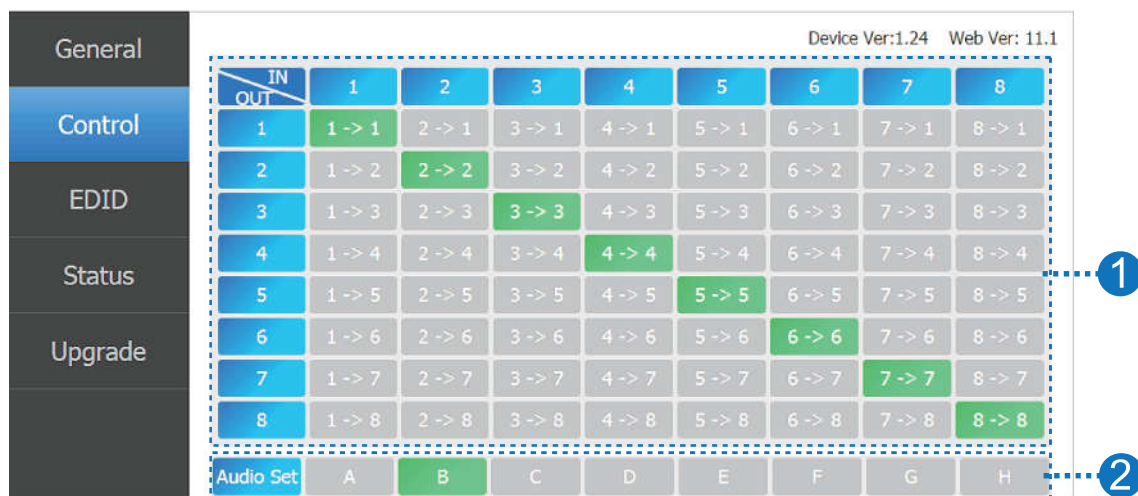 General
Control
EDID
Status
Upgrade
Device Ver:1.24 Web Ver: 11.1
IN
OUT
1 2 3 4 5 6 7 8
1 1 -> 1 2 -> 1 3 -> 1 4 -> 1 5 -> 1 6 -> 1 7 -> 1 8 -> 1
2 1 -> 2 2 -> 2 3 -> 2 4 -> 2 5 -> 2 6 -> 2 7 -> 2 8 -> 2
3 1 -> 3 2 -> 3 3 -> 3 4 -> 3 5 -> 3 6 -> 3 7 -> 3 8 -> 3
4 1 -> 4 2 -> 4 3 -> 4 4 -> 4 5 -> 4 6 -> 4 7 -> 4 8 -> 4
5 1 -> 5 2 -> 5 3 -> 5 4 -> 5 5 -> 5 6 -> 5 7 -> 5 8 -> 5
6 1 -> 6 2 -> 6 3 -> 6 4 -> 6 5 -> 6 6 -> 6 7 -> 6 8 -> 6
7 1 -> 7 2 -> 7 3 -> 7 4 -> 7 5 -> 7 6 -> 7 7 -> 7 8 -> 7
8 1 -> 8 2 -> 8 3 -> 8 4 -> 8 5 -> 8 6 -> 8 7 -> 8 8 -> 8
1
Audio Set A B C D E F G H
2